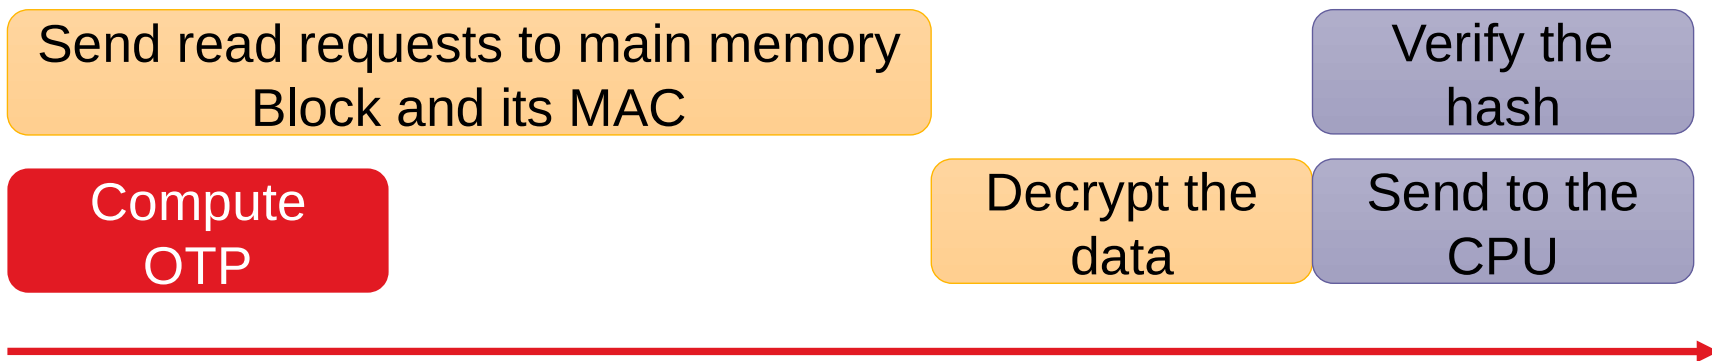 Send read requests to main memory
Block and its MAC
Verify the
hash
Compute
OTP
Decrypt the
data
Send to the
CPU